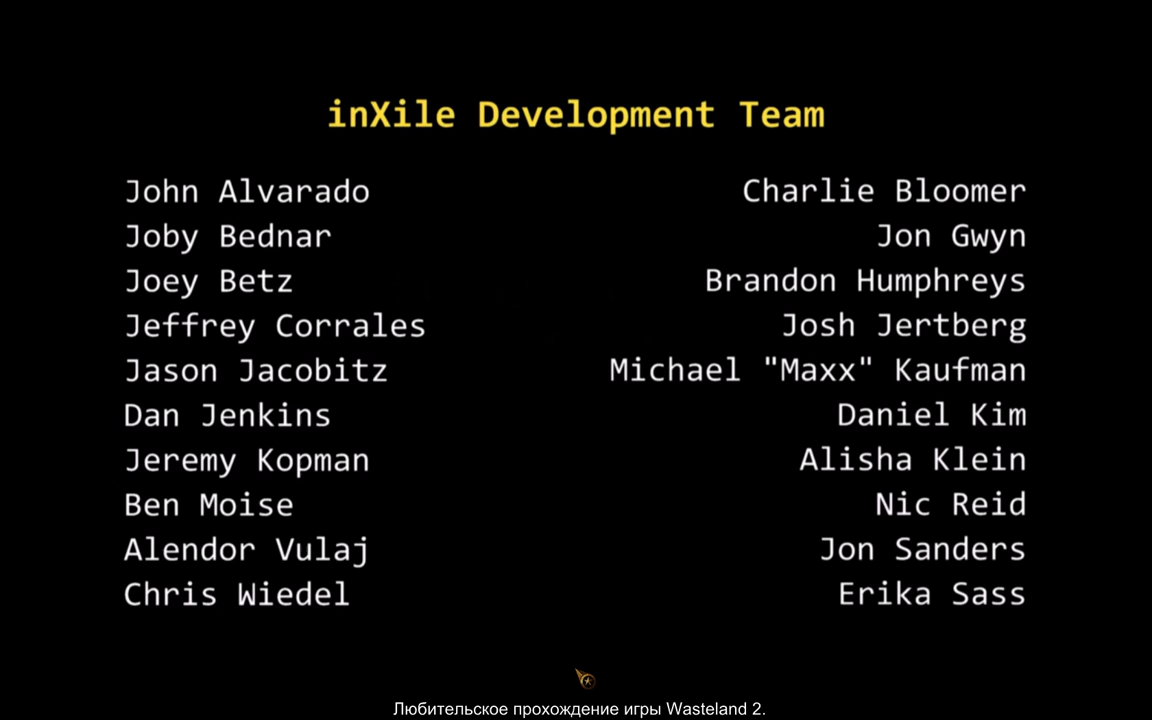 inXile Development Team
John Alvarado
Charlie Bloomer
Joby Bednar
Jon Gwyn
Joey Betz
Brandon Humphreys
Jeffrey Corrales
Josh Jertberg
Jason Jacobitz
Michael "Maxx" Kaufman
Dan Jenkins
Daniel Kim
Jeremy Kopman
Alisha Klein
Ben Moise
Nic Reid
Alendor Vulaj
Jon Sanders
Chris Wiedel
Erika Sass
Любительское прохождение игры Wasteland 2.